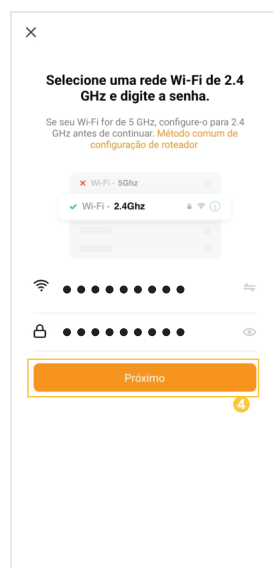 Selecione uma rede Wi-Fi de 2.4
GHz e digite a senha.
Se seu Wi-Fi for de 5 GHz, configure-o para 2.4
GHz antes de continuar. Método comum de
configuração de roteador
Wi-Fi - 5Ghz
Wi-Fi - 2.4Ghz
Próximo
4